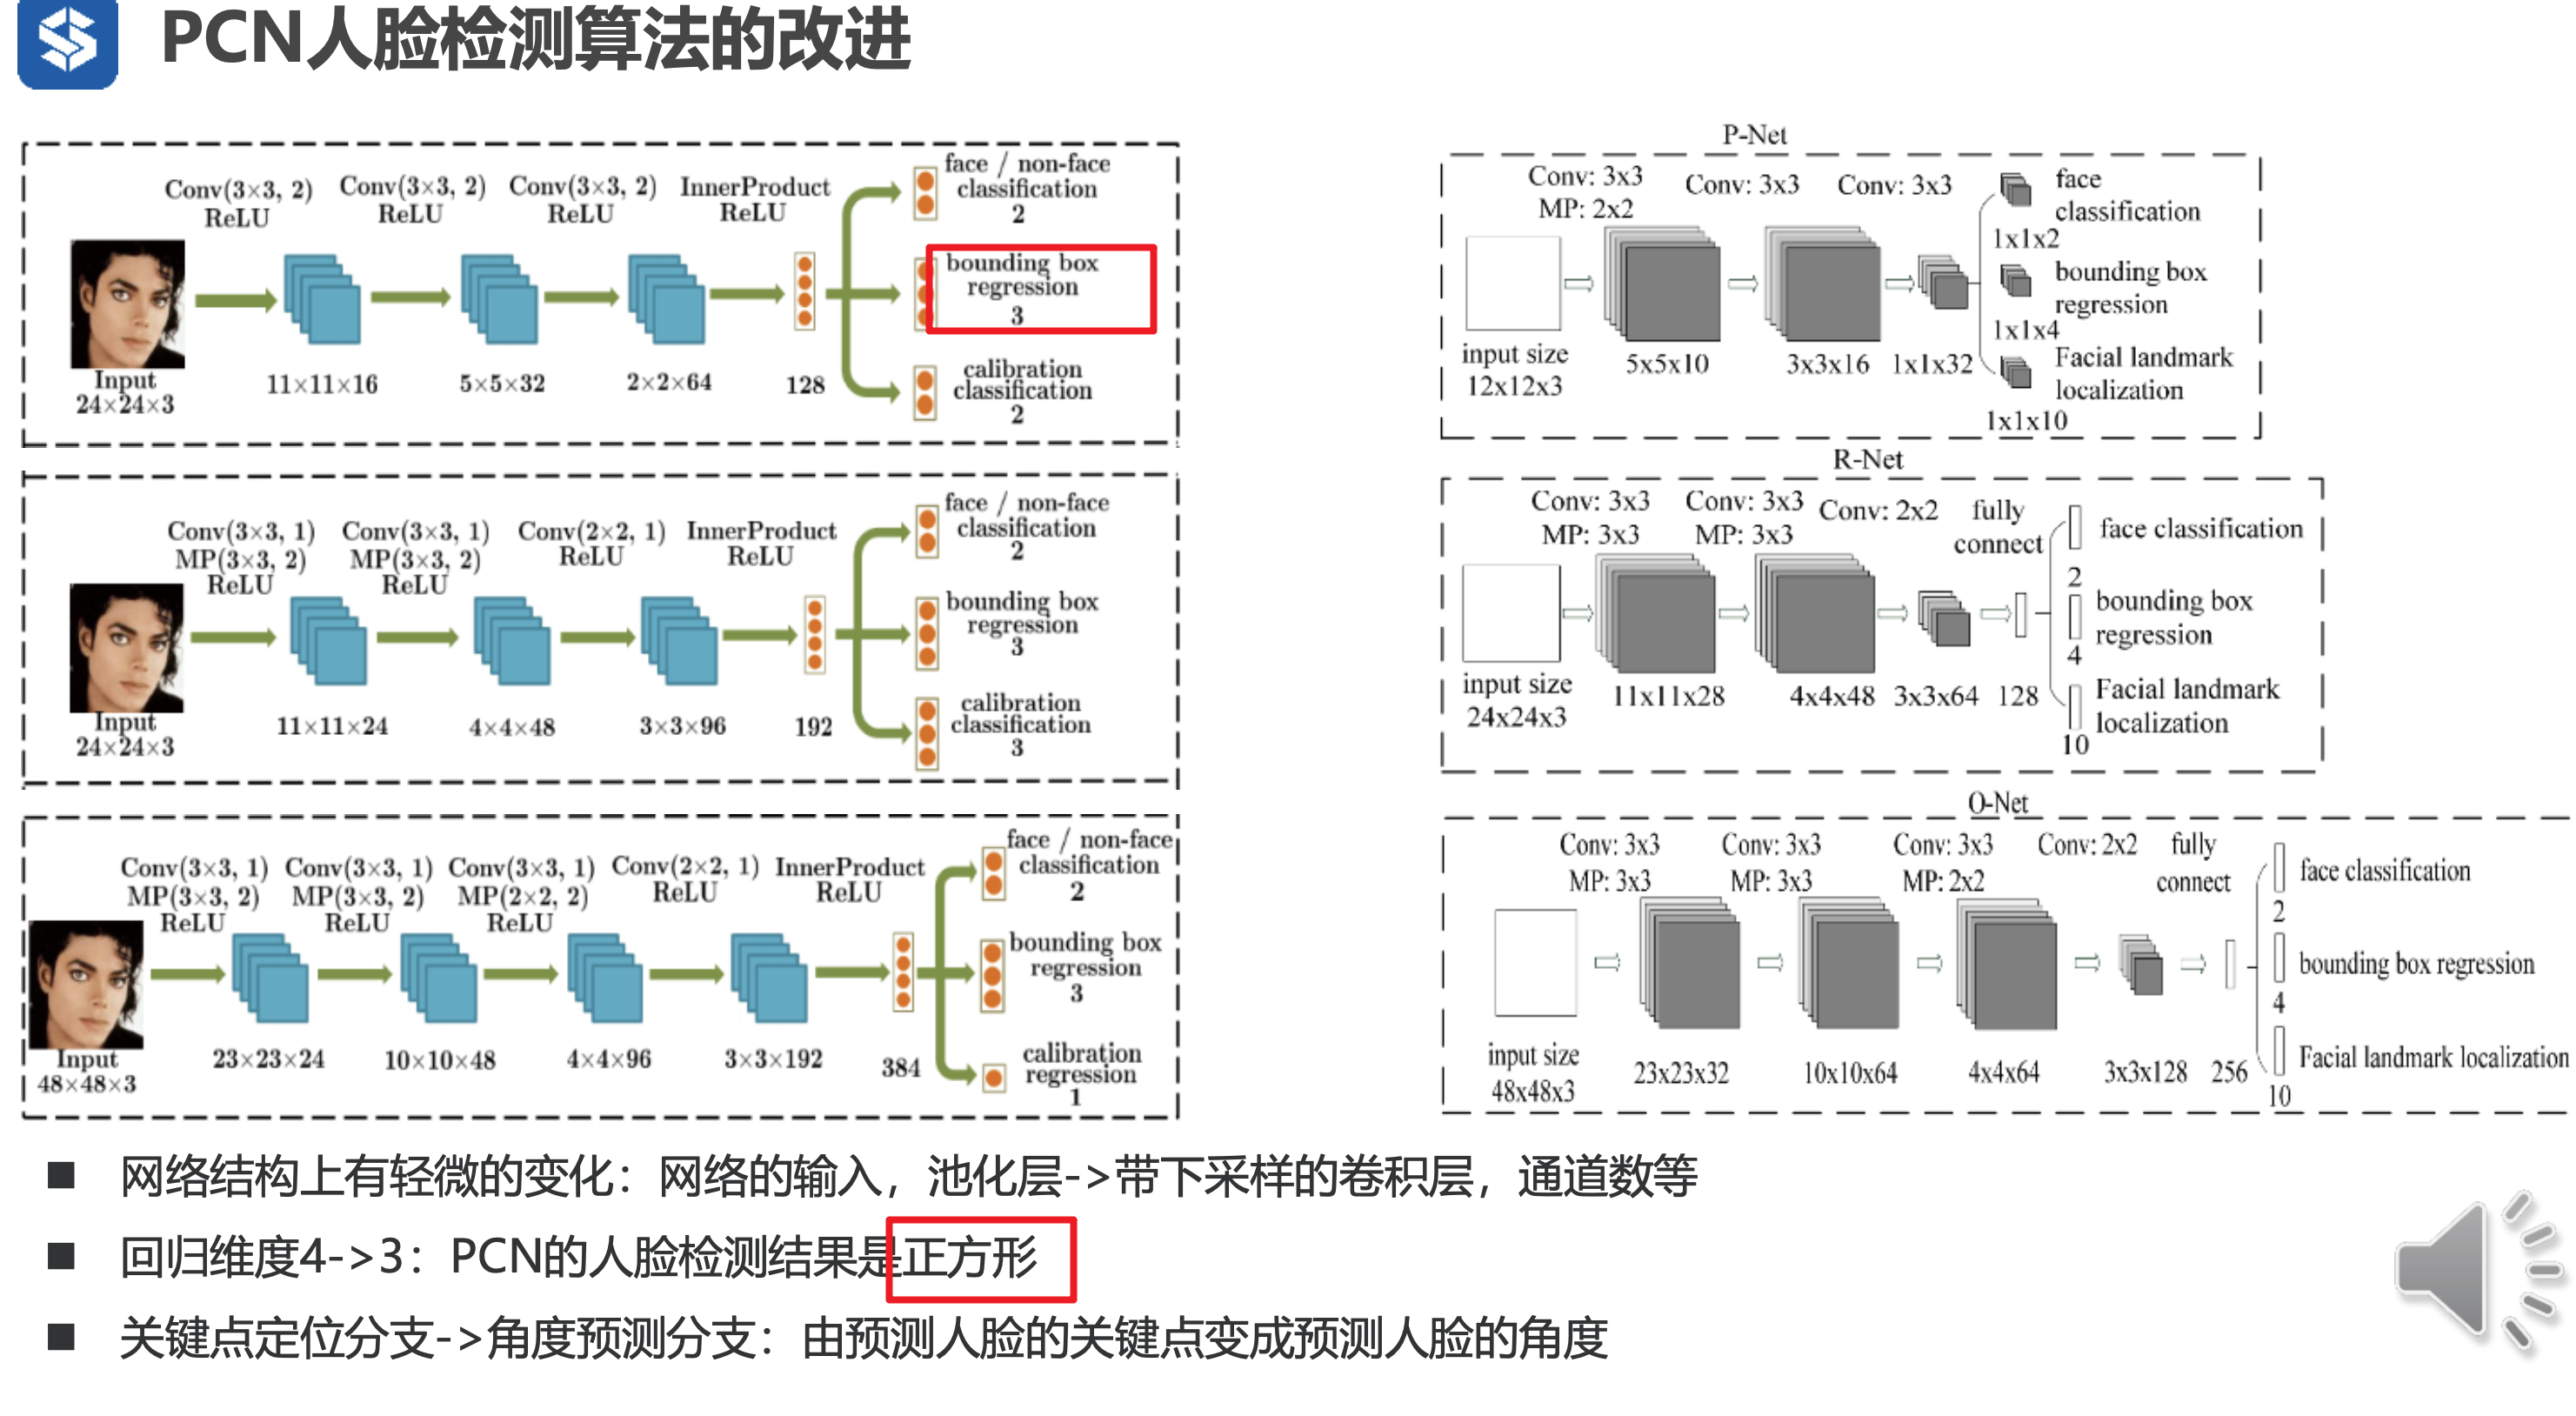 PCN人脸检测算法的改进
Conv(3×3, 2)
ReLU
Conv(3×3, 2)
ReLU
Conv(3×3, 2)
ReLU
InnerProduct
ReLU
face / non-face
classification
2
bounding box
regression
3
calibration
classification
2
Input
24×24×3
11×11×16
5×5×32
2×2×64
128
Conv(3×3, 1)
MP(3×3, 2)
ReLU
Conv(3×3, 1)
MP(3×3, 2)
ReLU
Conv(2×2, 1)
ReLU
InnerProduct
ReLU
face / non-face
classification
2
bounding box
regression
3
calibration
classification
3
Input
24×24×3
11×11×24
4×4×48
3×3×96
192
Conv(3×3, 1)
MP(3×3, 2)
ReLU
Conv(3×3, 1)
MP(3×3, 2)
ReLU
Conv(3×3, 1)
MP(2×2, 2)
ReLU
Conv(2×2, 1)
ReLU
InnerProduct
ReLU
face / non-face
classification
2
bounding box
regression
3
calibration
regression
1
Input
48×48×3
23×23×24
10×10×48
4×4×96
3×3×192
384
P-Net
Conv: 3x3
MP: 2x2
Conv: 3x3
Conv: 3x3
face
classification
1x1x2
bounding box
regression
1x1x4
Facial landmark
localization
1x1x10
input size
12x12x3
5x5x10
3x3x16
1x1x32
R-Net
Conv: 3x3
MP: 3x3
Conv: 3x3
MP: 3x3
Conv: 2x2
fully
connect
face classification
2
bounding box
regression
4
Facial landmark
localization
10
input size
24x24x3
11x11x28
4x4x48
3x3x64
128
O-Net
Conv: 3x3
MP: 3x3
Conv: 3x3
MP: 3x3
Conv: 3x3
MP: 2x2
Conv: 2x2
fully
connect
face classification
2
bounding box regression
4
Facial landmark localization
10
input size
48x48x3
23x23x32
10x10x64
4x4x64
3x3x128
256
■ 网络结构上有轻微的变化：网络的输入，池化层->带下采样的卷积层，通道数等
■ 回归维度4->3：PCN的人脸检测结果是正方形
■ 关键点定位分支->角度预测分支：由预测人脸的关键点变成预测人脸的角度